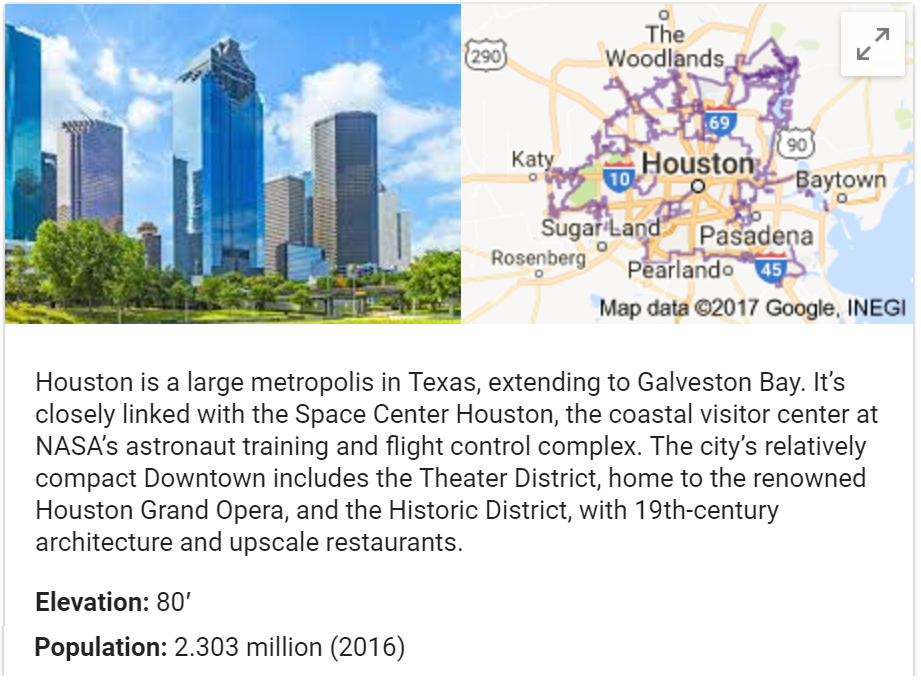 The
Woodlands
290
69
90
Katy
10
Houston
Baytown
Sugar Land
Pasadena
Rosenberg
Pearland
45
Map data ©2017 Google, INEGI
Houston is a large metropolis in Texas, extending to Galveston Bay. It’s
closely linked with the Space Center Houston, the coastal visitor center at
NASA’s astronaut training and flight control complex. The city’s relatively
compact Downtown includes the Theater District, home to the renowned
Houston Grand Opera, and the Historic District, with 19th-century
architecture and upscale restaurants.
Elevation: 80′
Population: 2.303 million (2016)